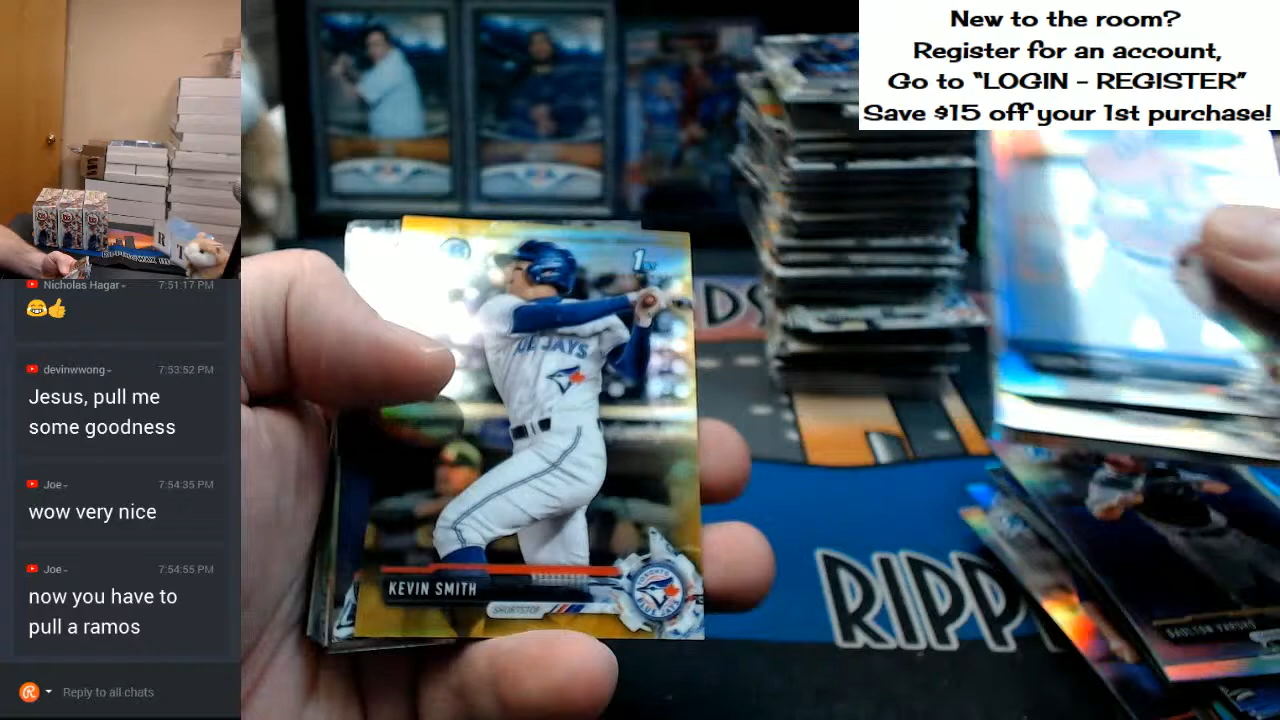 New to the room?
Register for an account,
Go to “LOGIN - REGISTER”
Save $15 off your 1st purchase!
Nicholas Hagar
7:51:17 PM
😂👍
devinwwong
7:53:52 PM
Jesus, pull me
some goodness
Joe
7:54:35 PM
wow very nice
Joe
7:54:55 PM
now you have to
pull a ramos
Reply to all chats
1st
BLUE JAYS
KEVIN SMITH
SHORTSTOP
DS
RIPP
DAULTON VARSHO